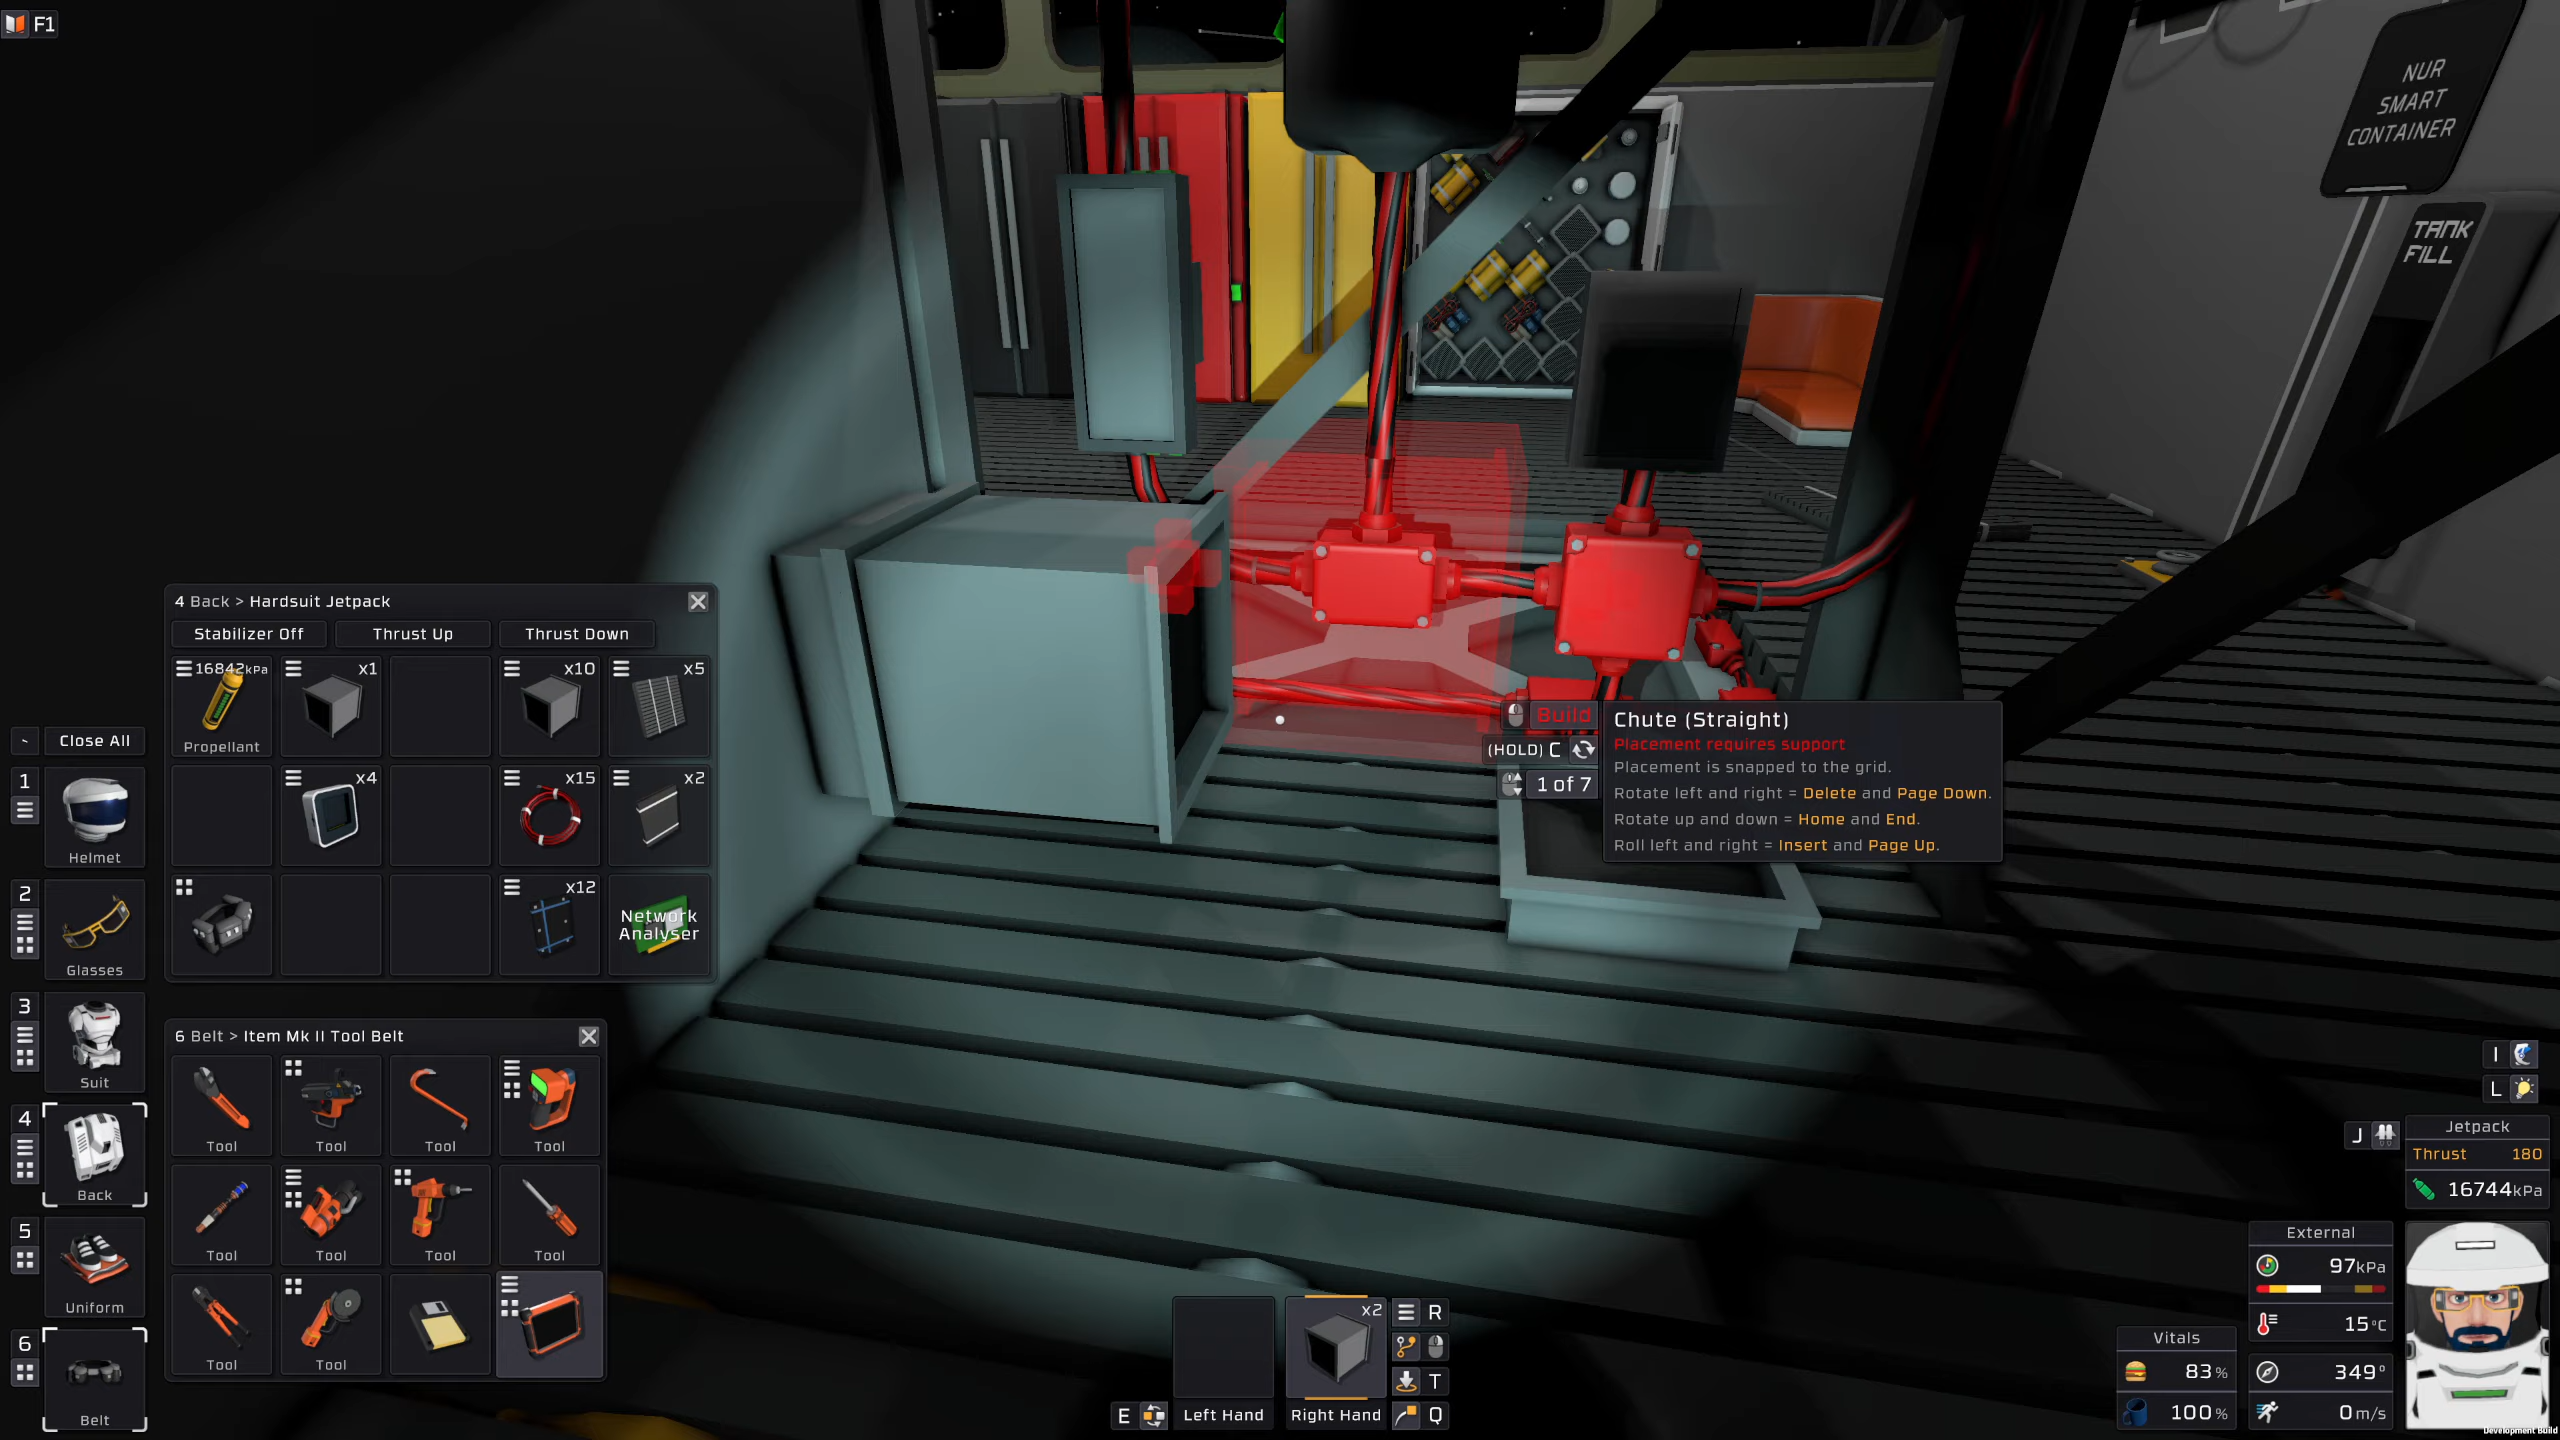 F1
NUR
SMART
CONTAINER
TANK
FILL
4 Back > Hardsuit Jetpack
Stabilizer Off
Thrust Up
Thrust Down
16842kPa
x1
x10
x5
Propellant
x4
x15
x2
x12
Network
Analyser
~
Close All
1
Helmet
2
Glasses
3
Suit
4
Back
5
Uniform
6
Belt
6 Belt > Item Mk II Tool Belt
Tool
Tool
Tool
Tool
Tool
Tool
Tool
Tool
Tool
Tool
Build
(HOLD) C
1 of 7
Chute (Straight)
Placement requires support
Placement is snapped to the grid.
Rotate left and right = Delete and Page Down.
Rotate up and down = Home and End.
Roll left and right = Insert and Page Up.
x2
R
T
Q
E
Left Hand
Right Hand
I
L
J
Jetpack
Thrust 180
16744kPa
External
97kPa
15°C
Vitals
83%
100%
349°
0m/s
Development Build